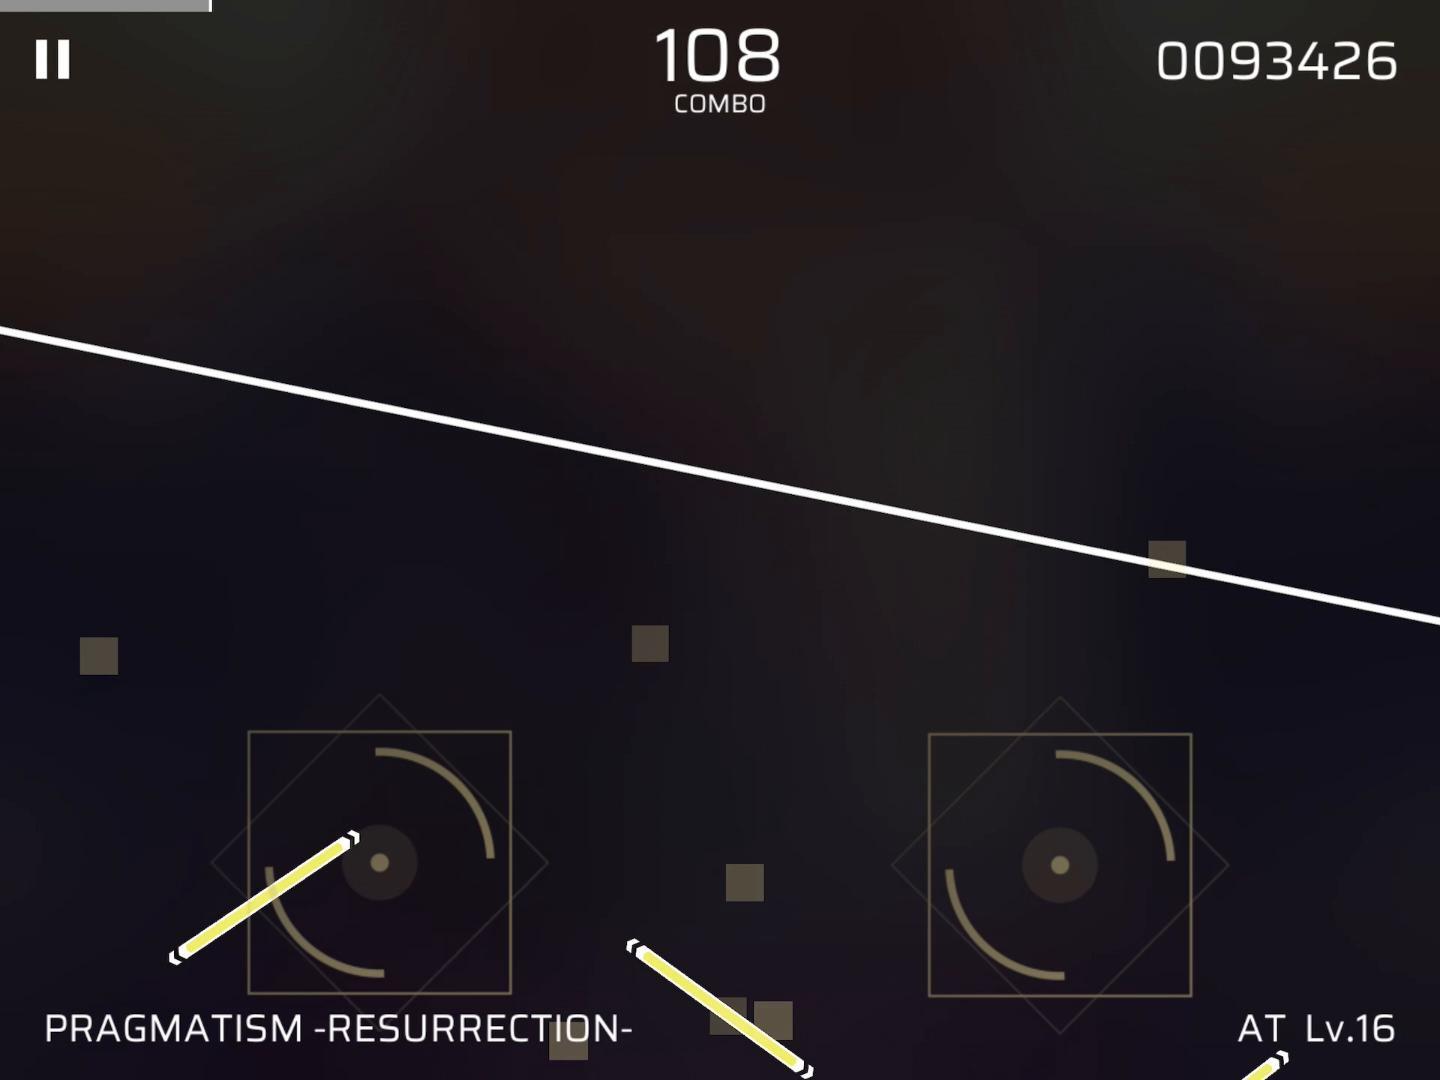 108
COMBO
0093426
PRAGMATISM -RESURRECTION-
AT Lv.16